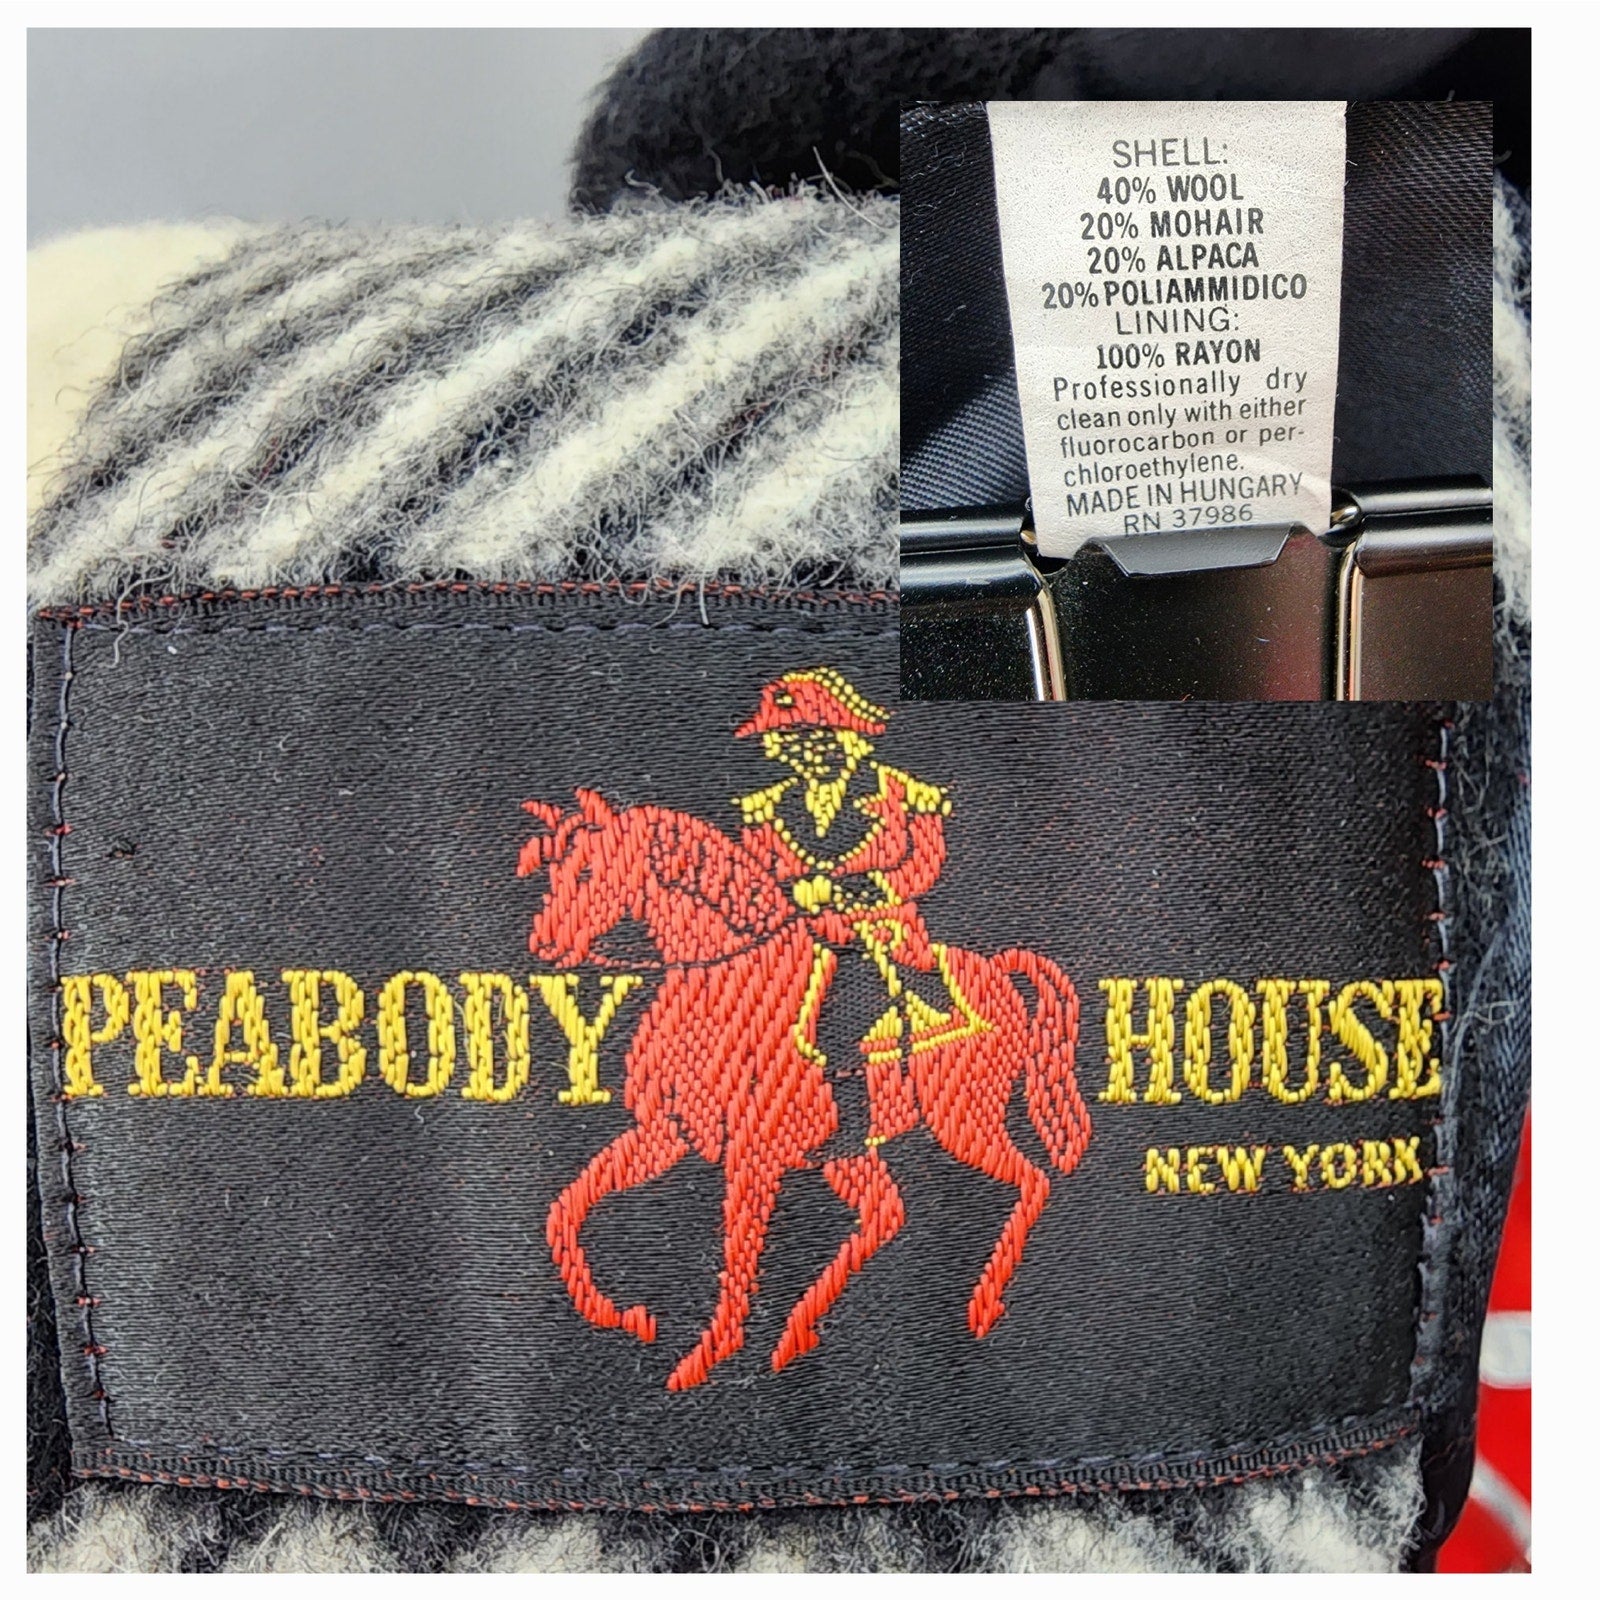 SHELL:
40% WOOL
20% MOHAIR
20% ALPACA
20% POLIAMMIDICO
LINING:
100% RAYON
Professionally dry
clean only with either
fluorocarbon or per-
chloroethylene.
MADE IN HUNGARY
RN 37986
PEABODY HOUSE
NEW YORK